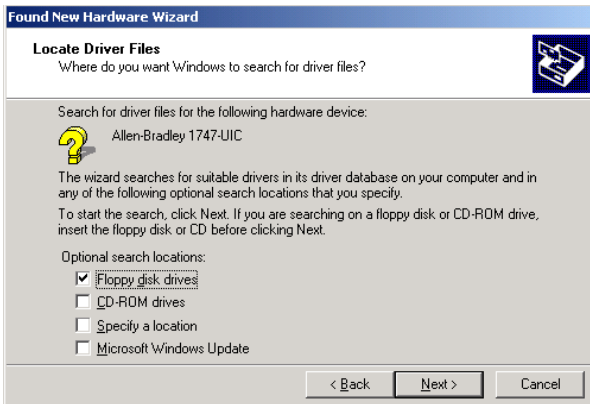 Found New Hardware Wizard
Locate Driver Files
Where do you want Windows to search for driver files?
Search for driver files for the following hardware device:
Allen-Bradley 1747-UIC
The wizard searches for suitable drivers in its driver database on your computer and in
any of the following optional search locations that you specify.
To start the search, click Next. If you are searching on a floppy disk or CD-ROM drive,
insert the floppy disk or CD before clicking Next.
Optional search locations:
Floppy disk drives
CD-ROM drives
Specify a location
Microsoft Windows Update
< Back Next > Cancel